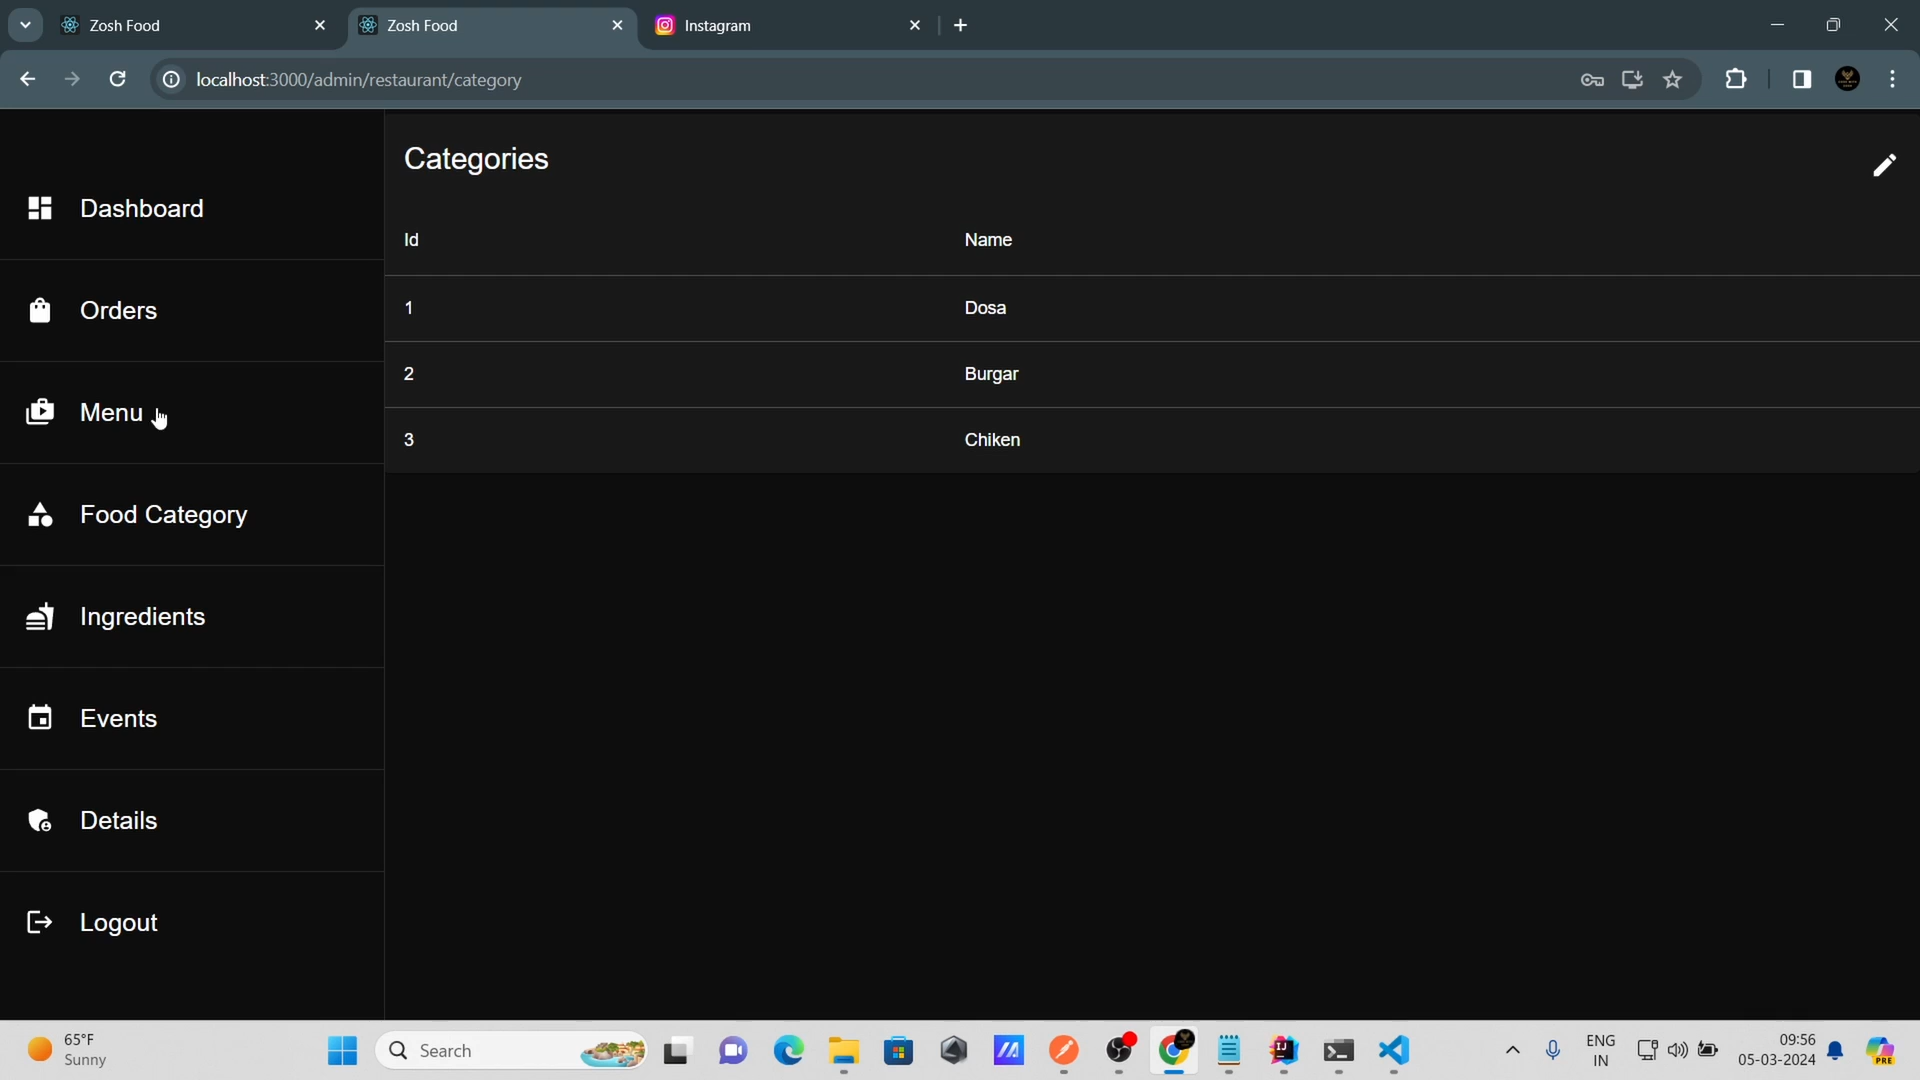 Zosh Food
Zosh Food
Instagram
localhost:3000/admin/restaurant/category
Dashboard
Orders
Menu
Food Category
Ingredients
Events
Details
Logout
Categories
Id Name
1 Dosa
2 Burgar
3 Chiken
65°F
Sunny
Search
ENG
IN
09:56
05-03-2024
PRE